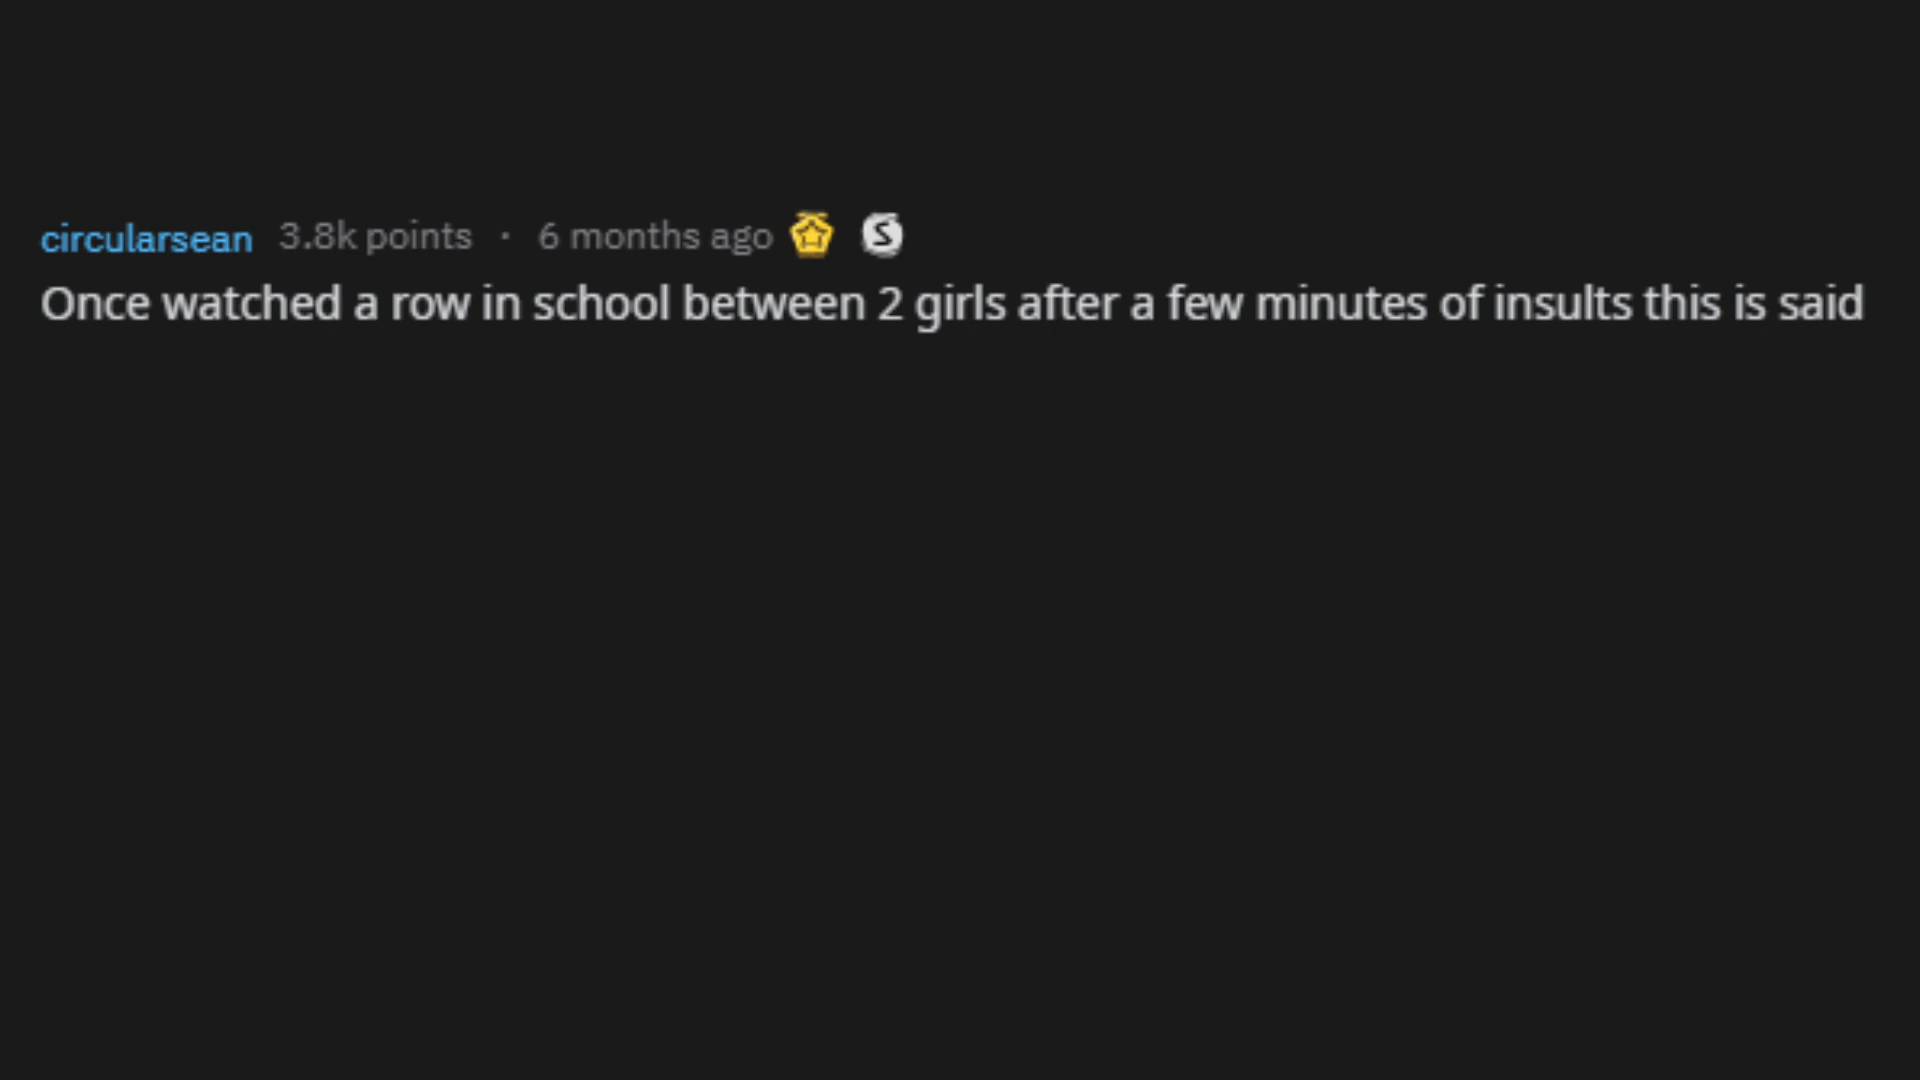 circularsean 3.8k points · 6 months ago S
Once watched a row in school between 2 girls after a few minutes of insults this is said